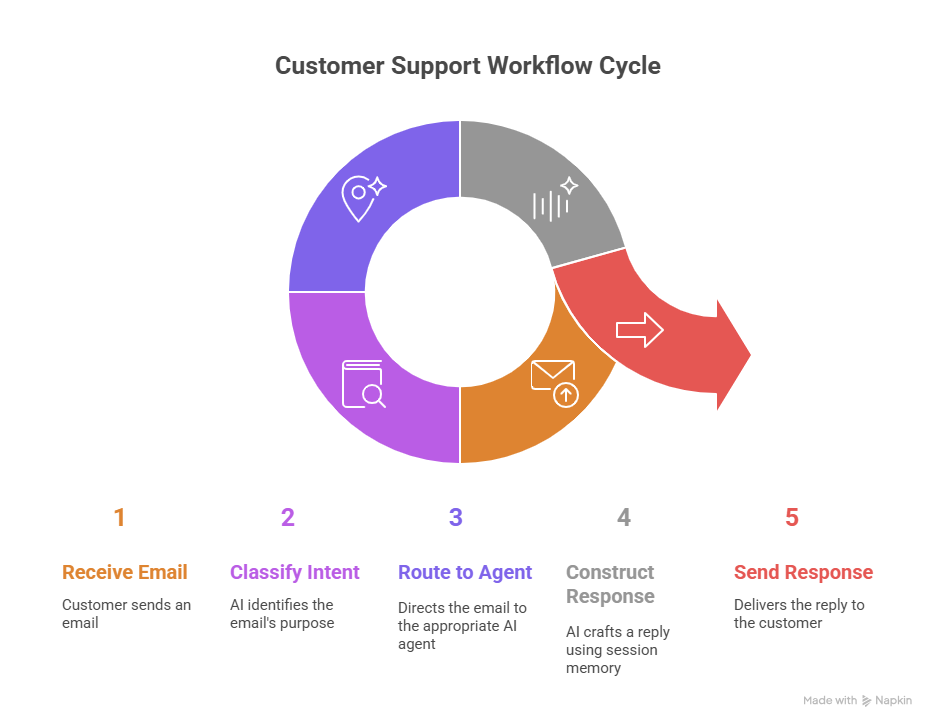 Customer Support Workflow Cycle
1
2
3
4
5
Receive Email
Customer sends an
email
Classify Intent
AI identifies the
email's purpose
Route to Agent
Directs the email to
the appropriate AI
agent
Construct
Response
AI crafts a reply
using session
memory
Send Response
Delivers the reply to
the customer
Made with Napkin